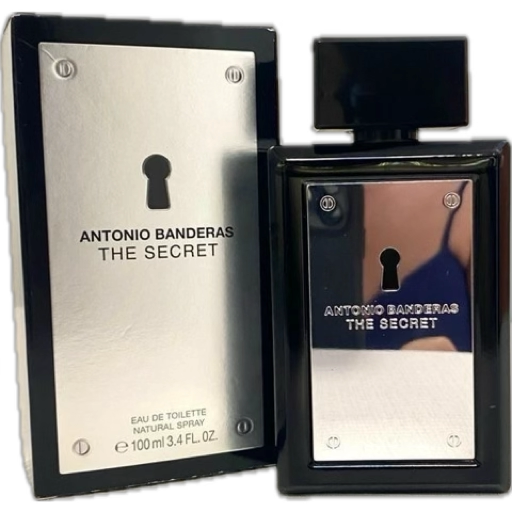 ANTONIO BANDERAS
THE SECRET
EAU DE TOILETTE
NATURAL SPRAY
℮ 100 ml 3.4 FL. OZ.
ANTONIO BANDERAS
THE SECRET